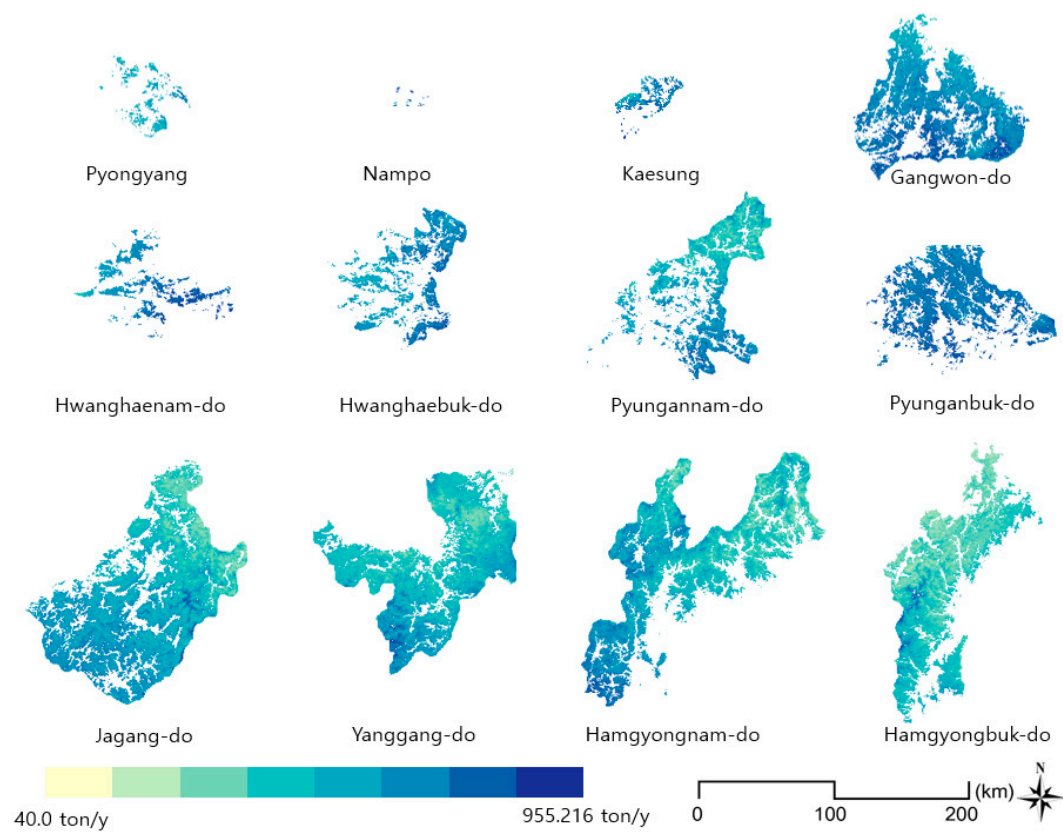 Pyongyang
Nampo
Kaesung
Gangwon-do
Hwanghaenam-do
Hwanghaebuk-do
Pyungannam-do
Pyunganbuk-do
Jagang-do
Yanggang-do
Hamgyongnam-do
Hamgyongbuk-do
40.0 ton/y
955.216 ton/y
(km)
0
100
200
N